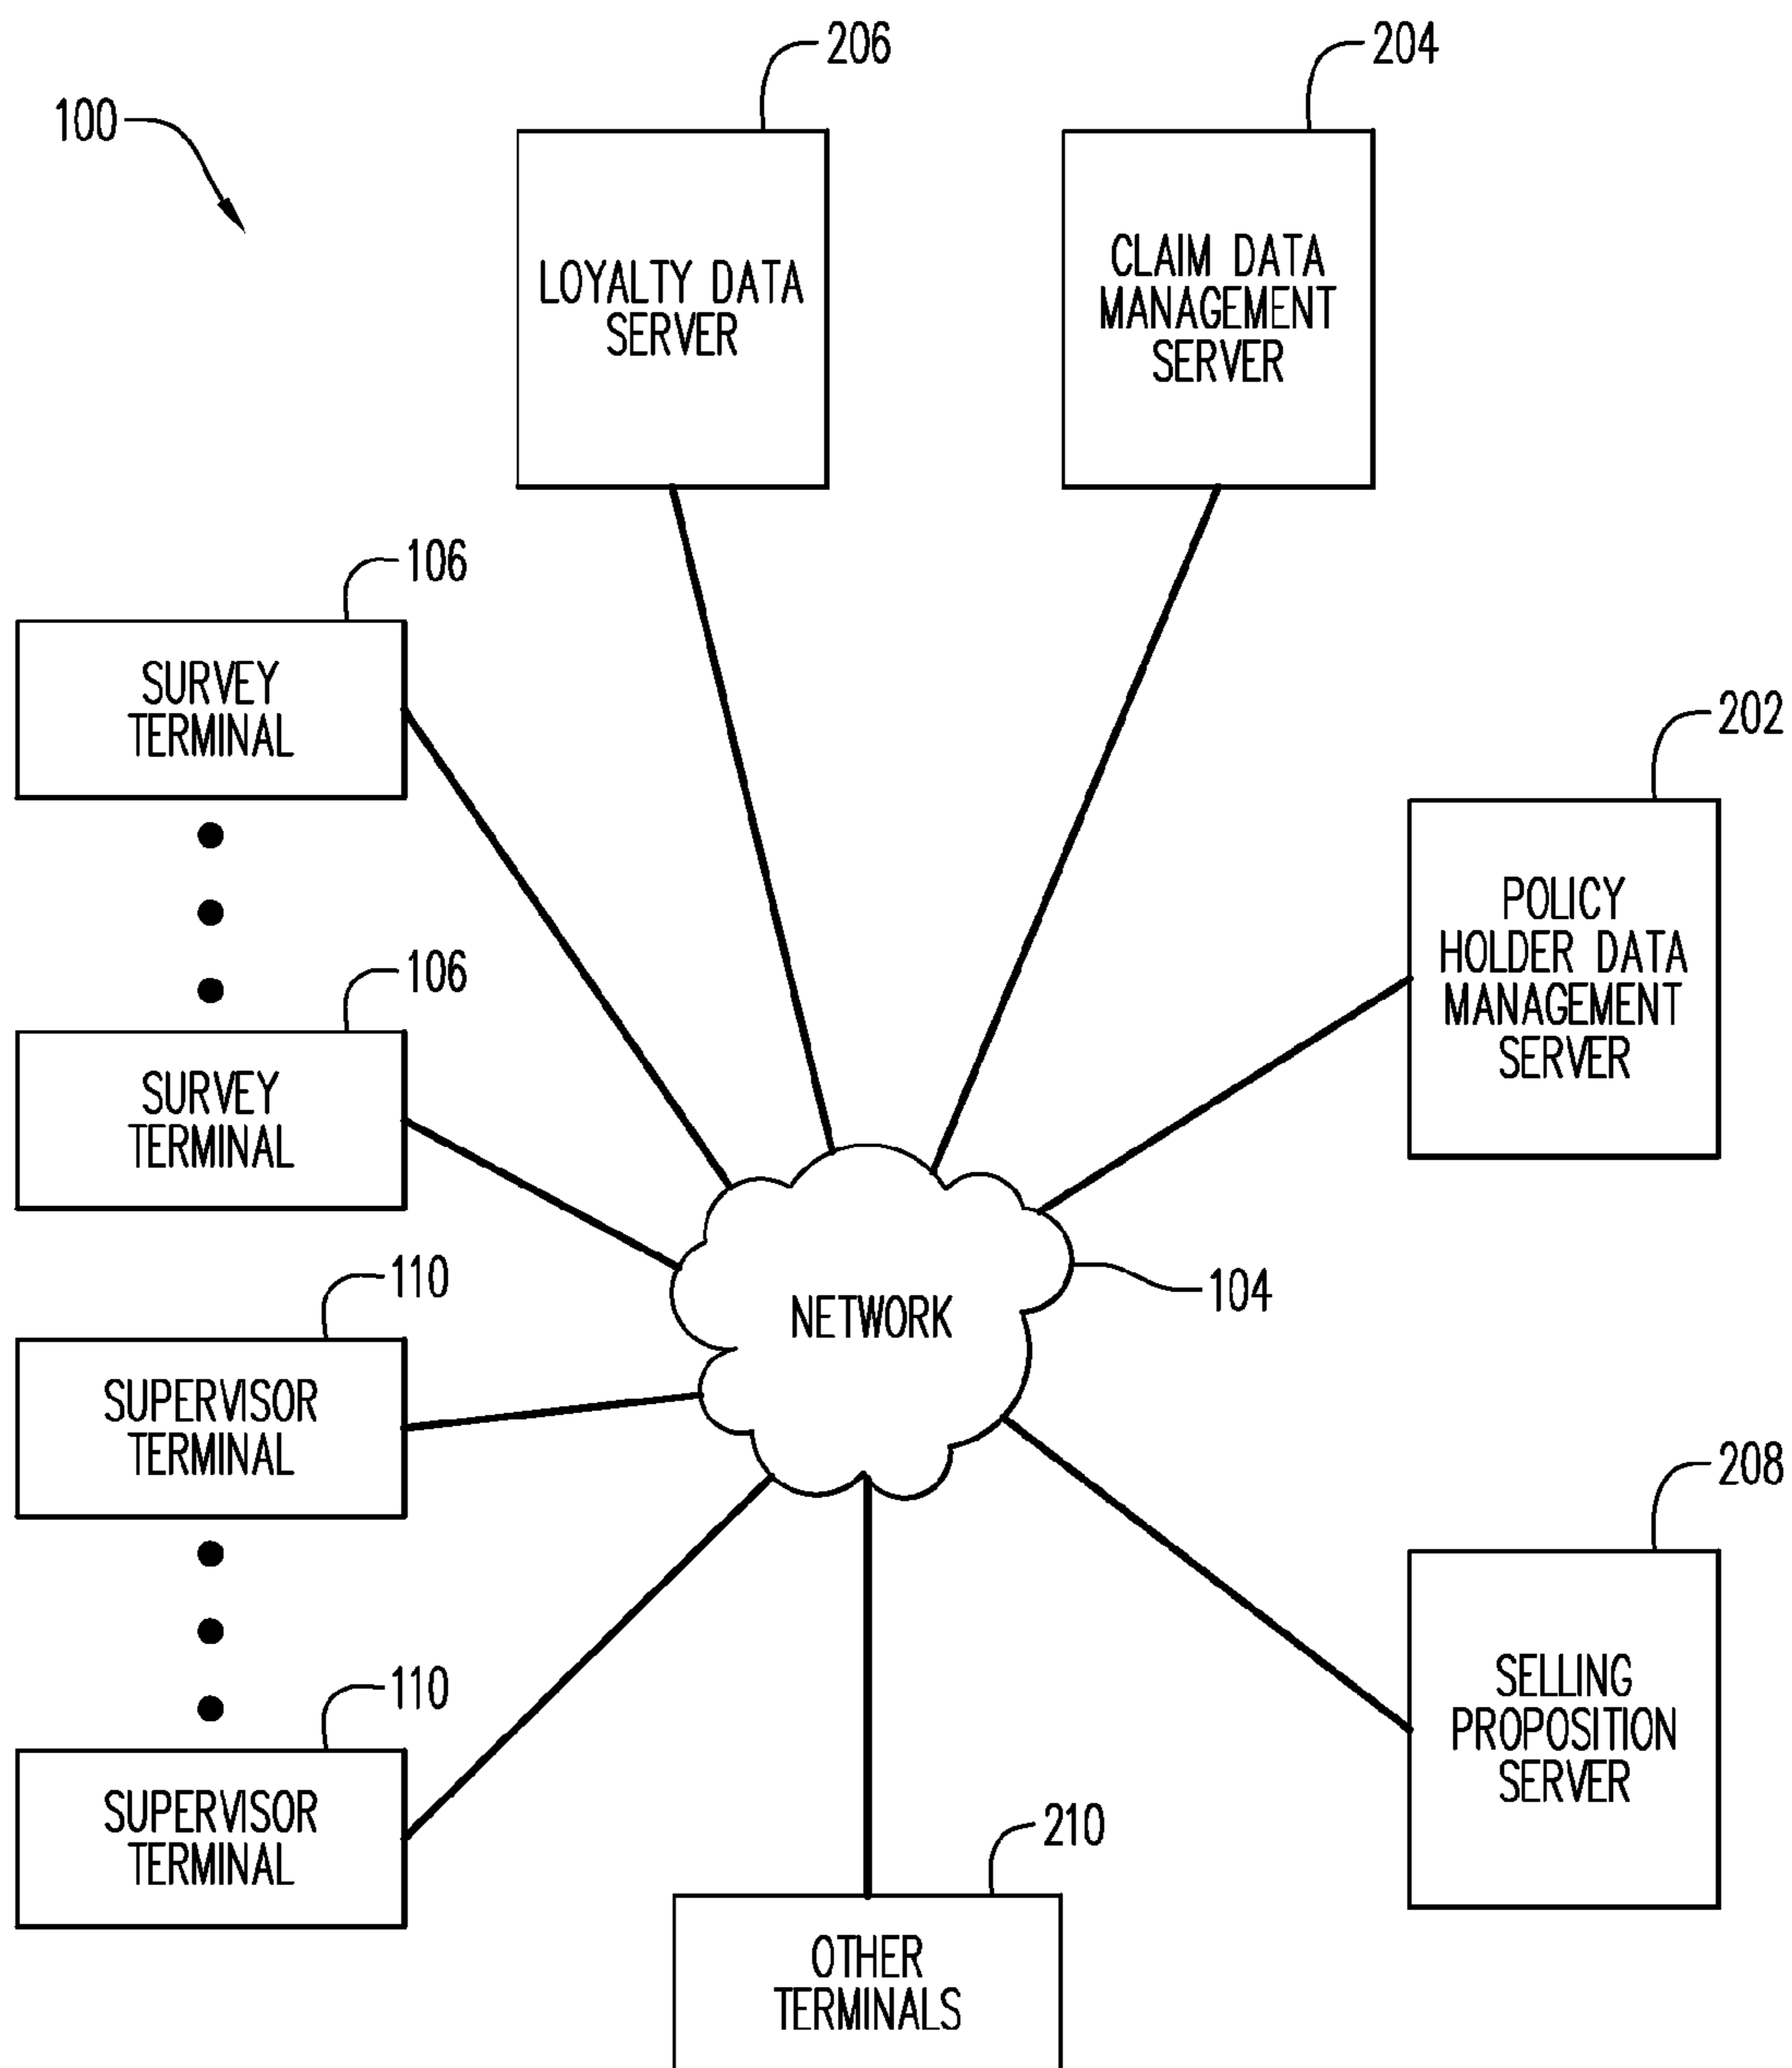 206
204
100
LOYALTY DATA
SERVER
CLAIM DATA
MANAGEMENT
SERVER
106
SURVEY
TERMINAL
202
POLICY
HOLDER DATA
MANAGEMENT
SERVER
106
SURVEY
TERMINAL
110
NETWORK
104
SUPERVISOR
TERMINAL
208
SELLING
PROPOSITION
SERVER
110
SUPERVISOR
TERMINAL
210
OTHER
TERMINALS